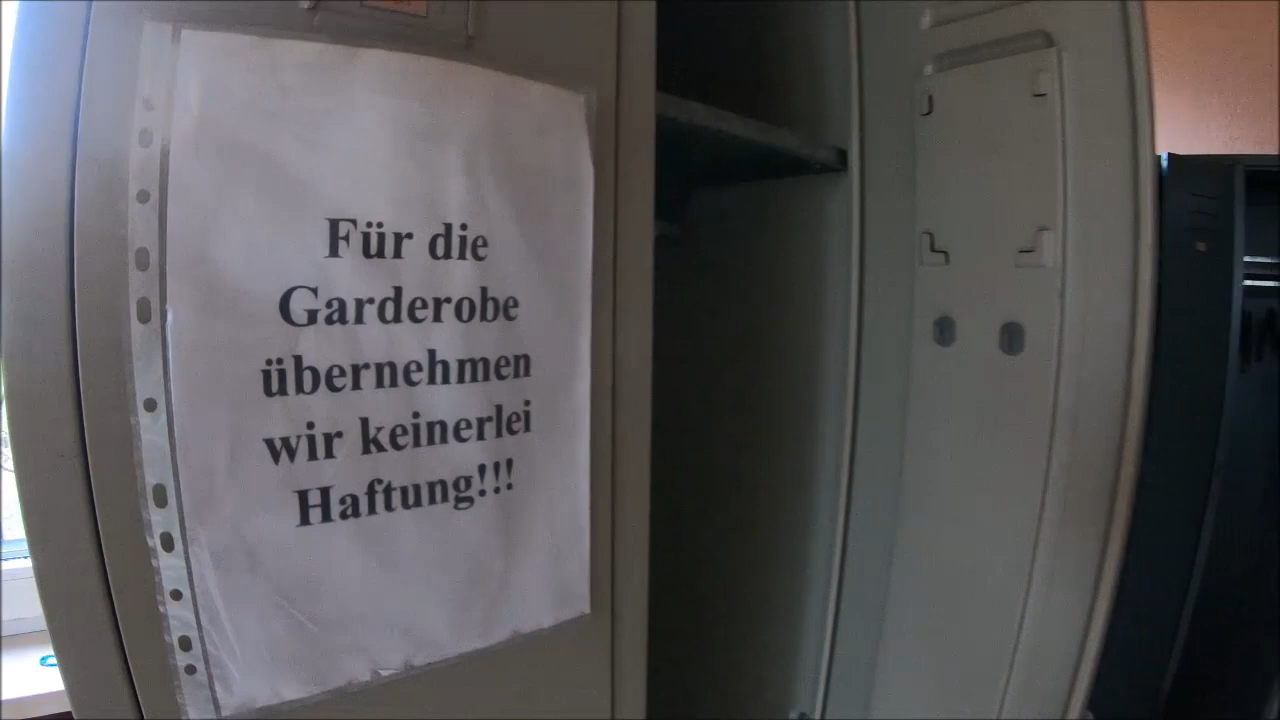 Für die
Garderobe
übernehmen
wir keinerlei
Haftung!!!